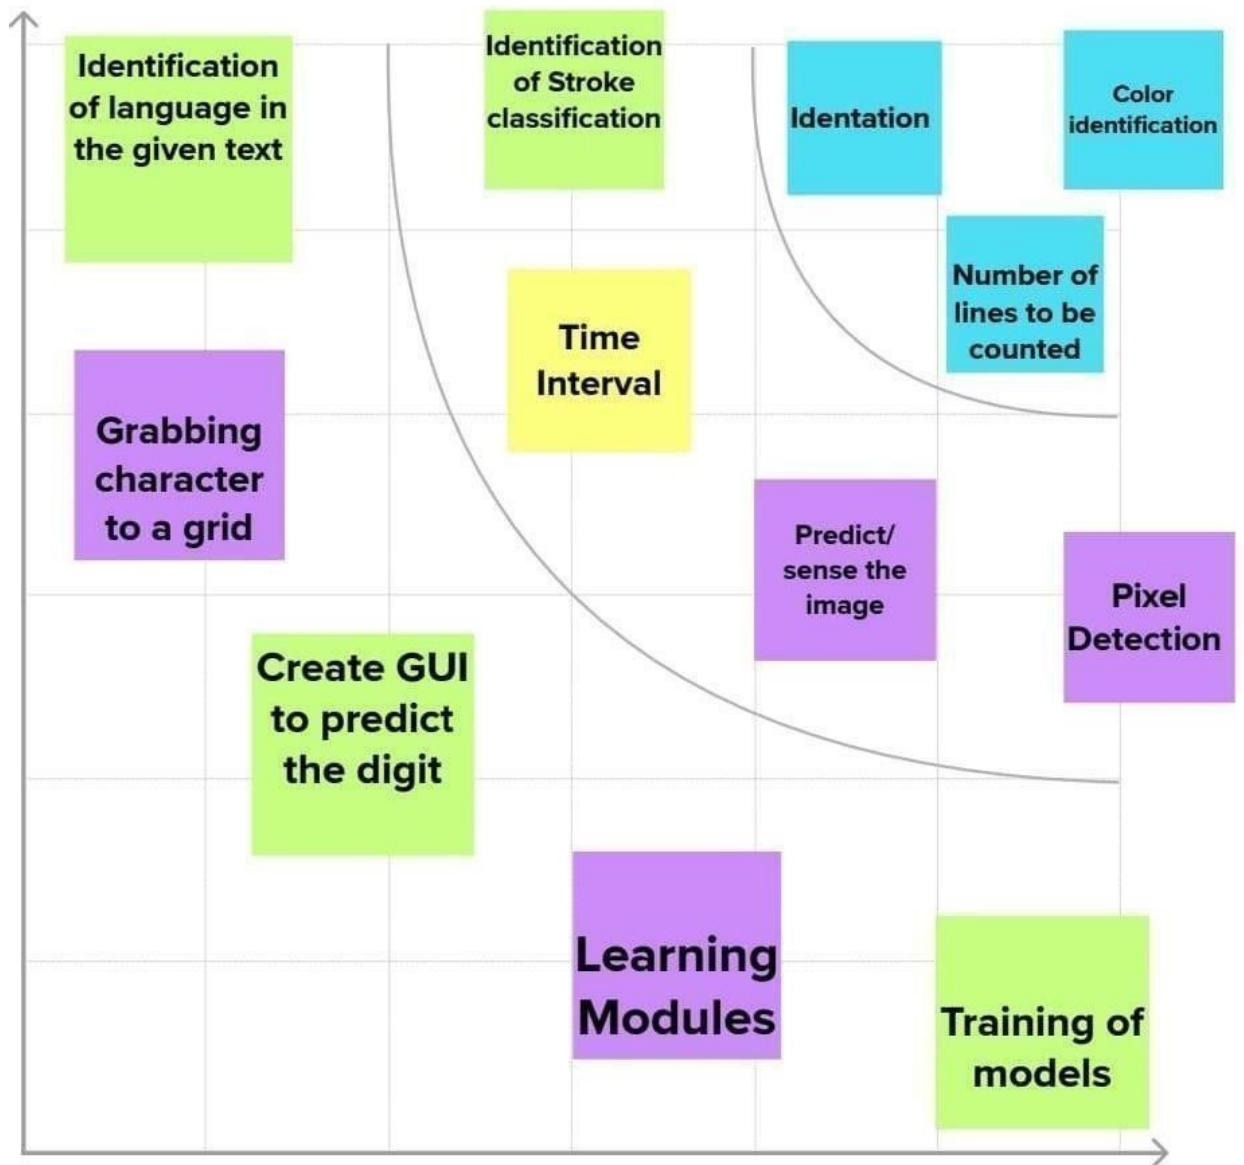 Identification
of language in
the given text
Identification
of Stroke
classification
Identation
Color
identification
Number of
lines to be
counted
Time
Interval
Grabbing
character
to a grid
Predict/
sense the
image
Pixel
Detection
Create GUI
to predict
the digit
Learning
Modules
Training of
models